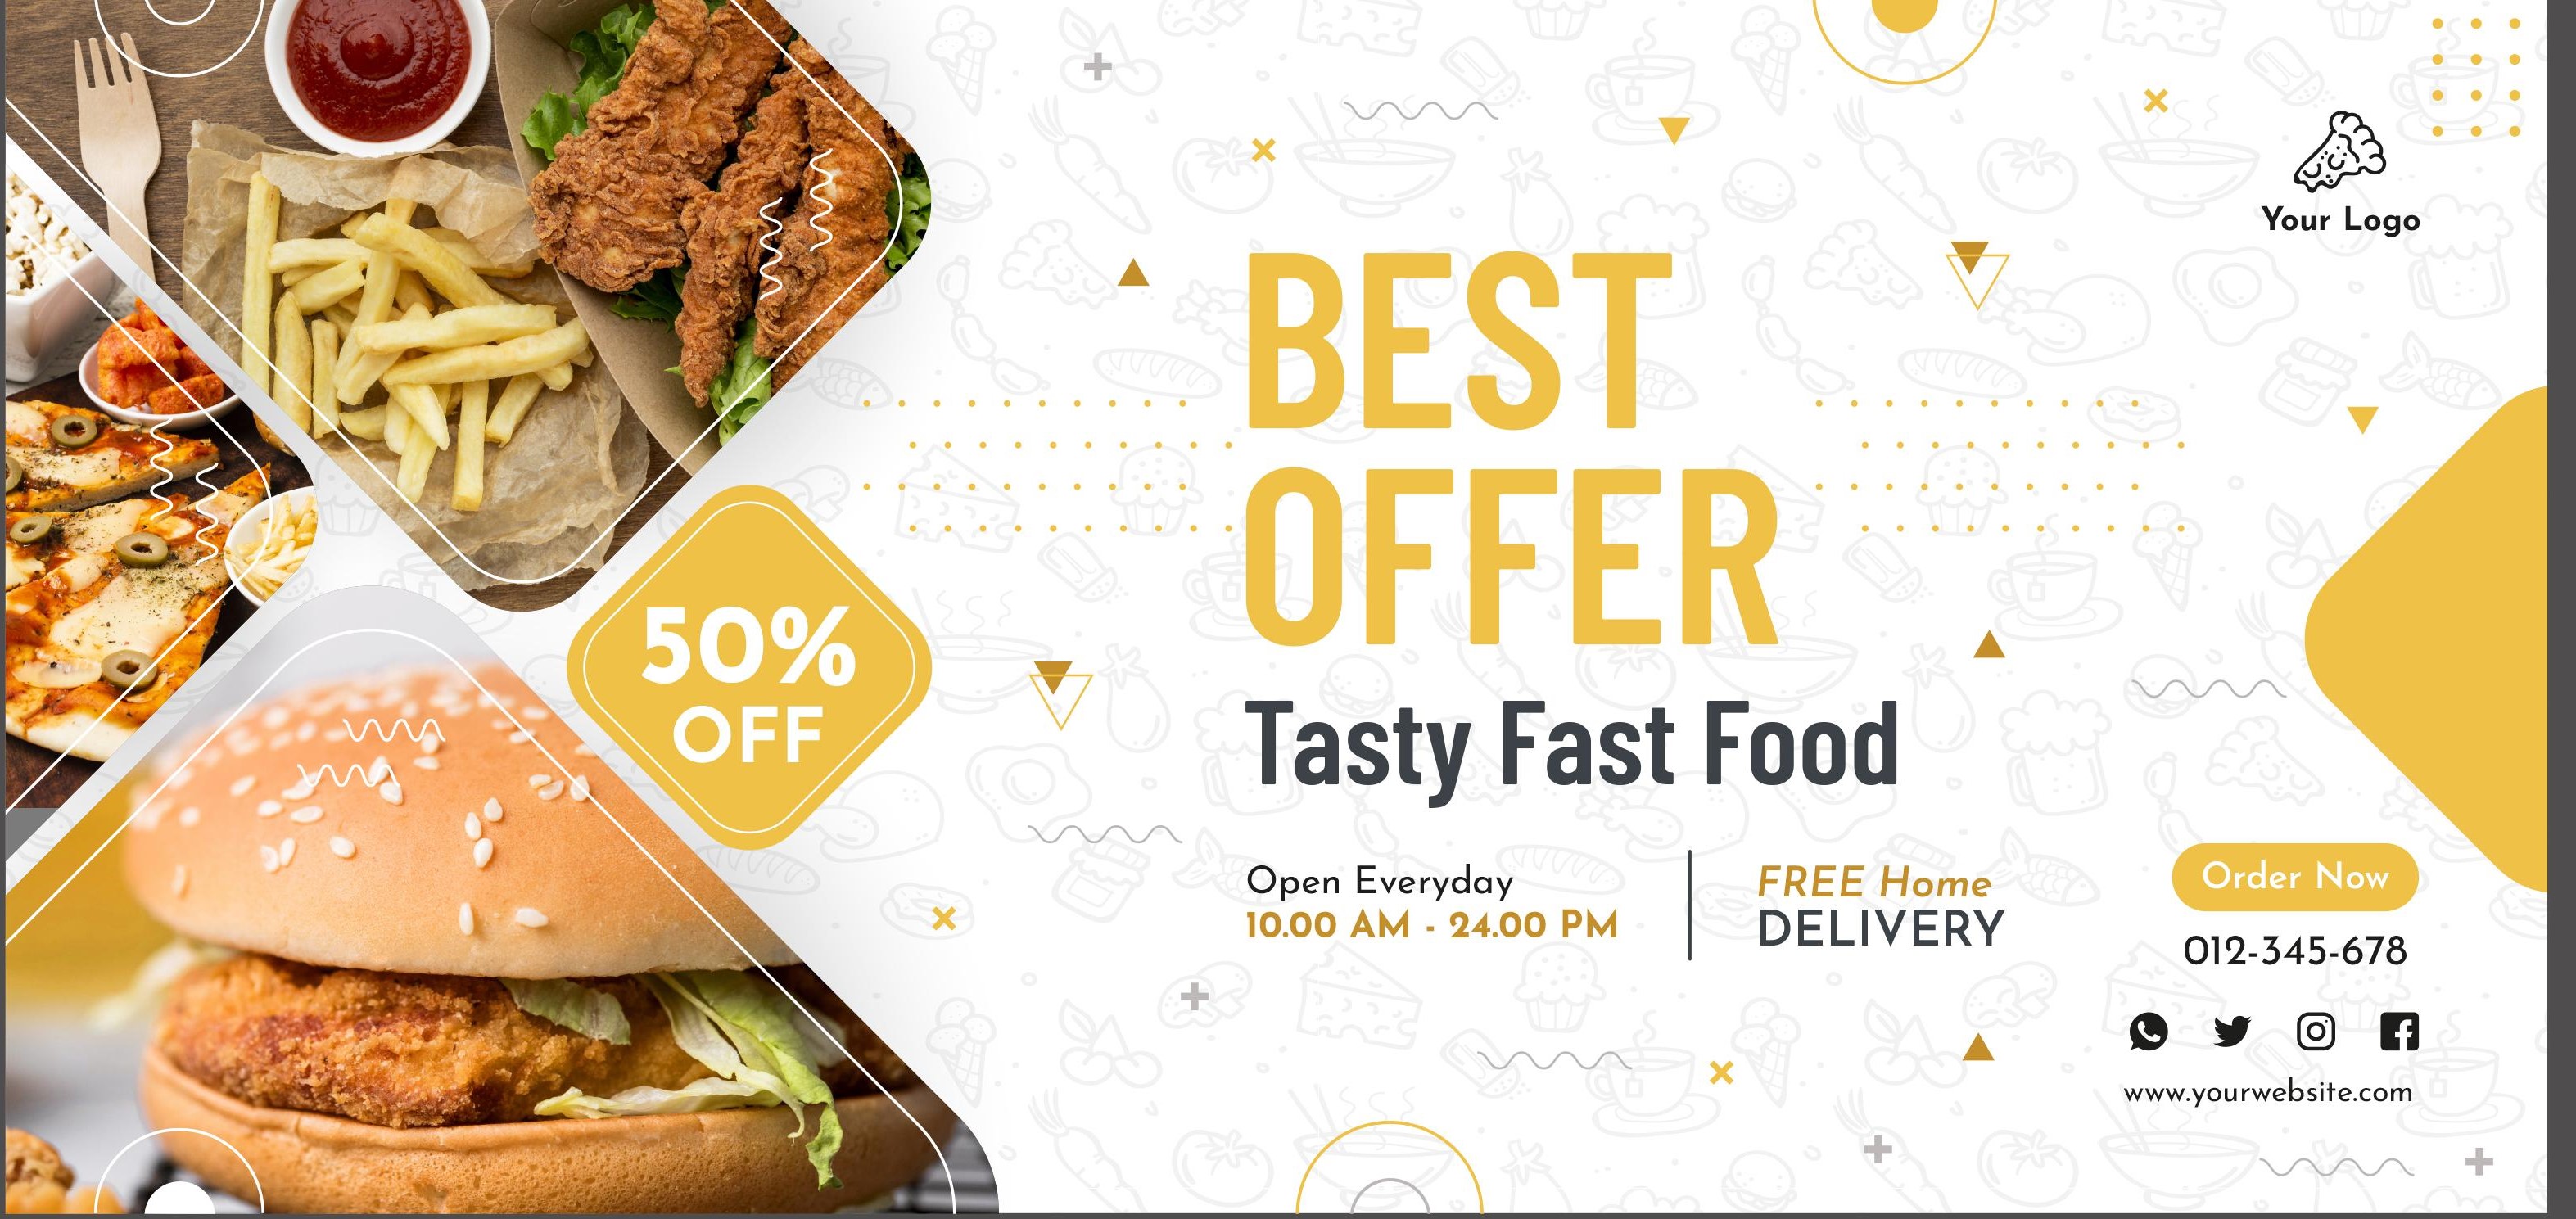 Your Logo
BEST
OFFER
50%
OFF
Tasty Fast Food
Open Everyday
10.00 AM - 24.00 PM
FREE Home
DELIVERY
Order Now
012-345-678
www.yourwebsite.com